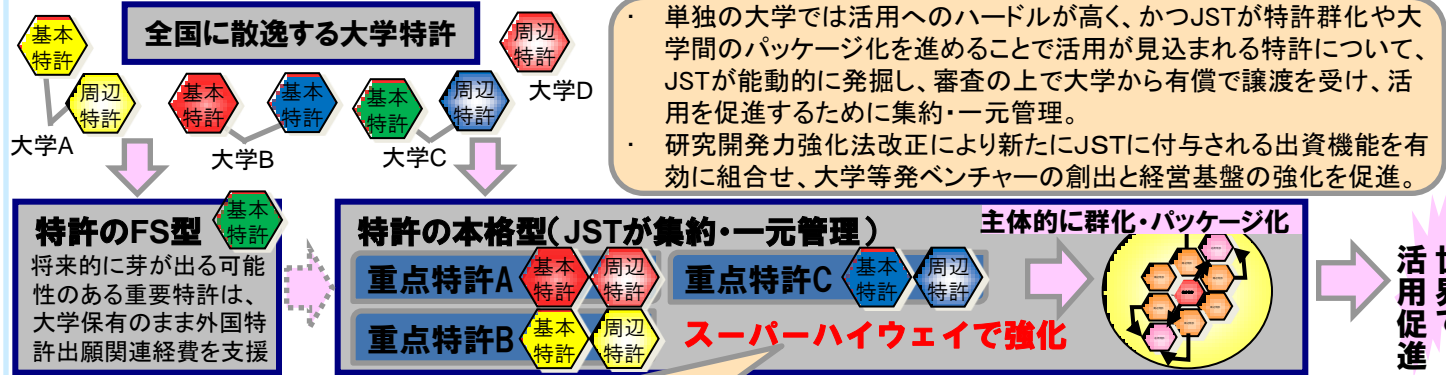 全国に散逸する大学特許
基本
特許
周辺
特許
大学A
基本
特許
基本
特許
大学B
基本
特許
周辺
特許
大学C
周辺
特許
大学D
・ 単独の大学では活用へのハードルが高く、かつJSTが特許群化や大
学間のパッケージ化を進めることで活用が見込まれる特許について、
JSTが能動的に発掘し、審査の上で大学から有償で譲渡を受け、活
用を促進するために集約・一元管理。
・ 研究開発力強化法改正により新たにJSTに付与される出資機能を有
効に組合せ、大学等発ベンチャーの創出と経営基盤の強化を促進。
特許のFS型
基本
特許
将来的に芽が出る可能
性のある重要特許は、
大学保有のまま外国特
許出願関連経費を支援
特許の本格型(JSTが集約・一元管理)
重点特許A
基本
特許
周辺
特許
重点特許C
基本
特許
周辺
特許
重点特許B
基本
特許
周辺
特許
スーパーハイウェイで強化
主体的に群化・パッケージ化
世界で
活用促進